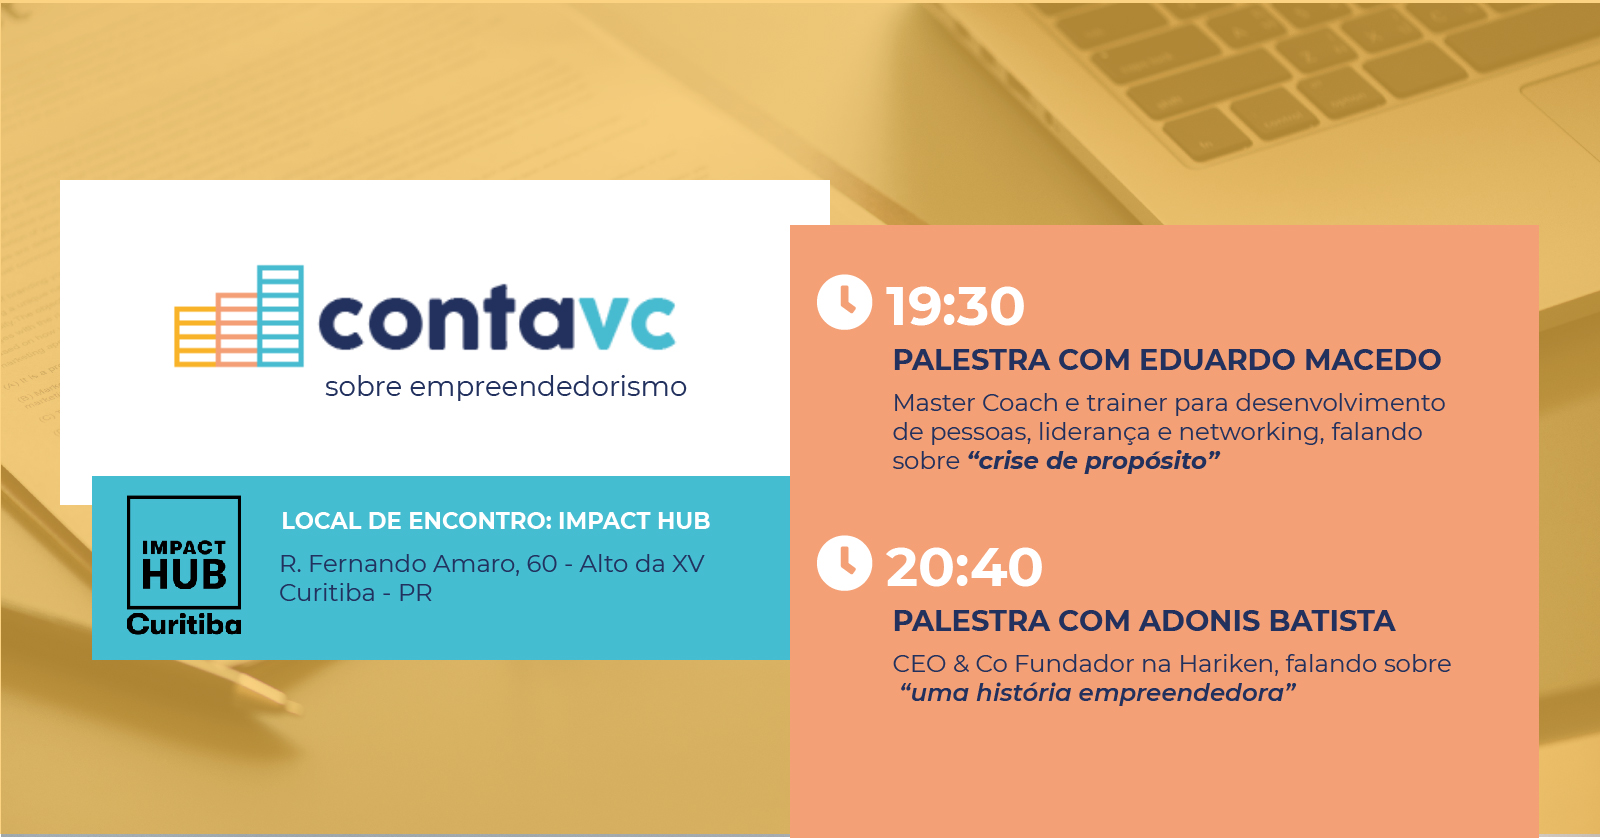 contavc
sobre empreendedorismo
IMPACT
HUB
Curitiba
LOCAL DE ENCONTRO: IMPACT HUB
R. Fernando Amaro, 60 - Alto da XV
Curitiba - PR
19:30
PALESTRA COM EDUARDO MACEDO
Master Coach e trainer para desenvolvimento
de pessoas, liderança e networking, falando
sobre “crise de propósito”
20:40
PALESTRA COM ADONIS BATISTA
CEO & Co Fundador na Hariken, falando sobre
“uma história empreendedora”